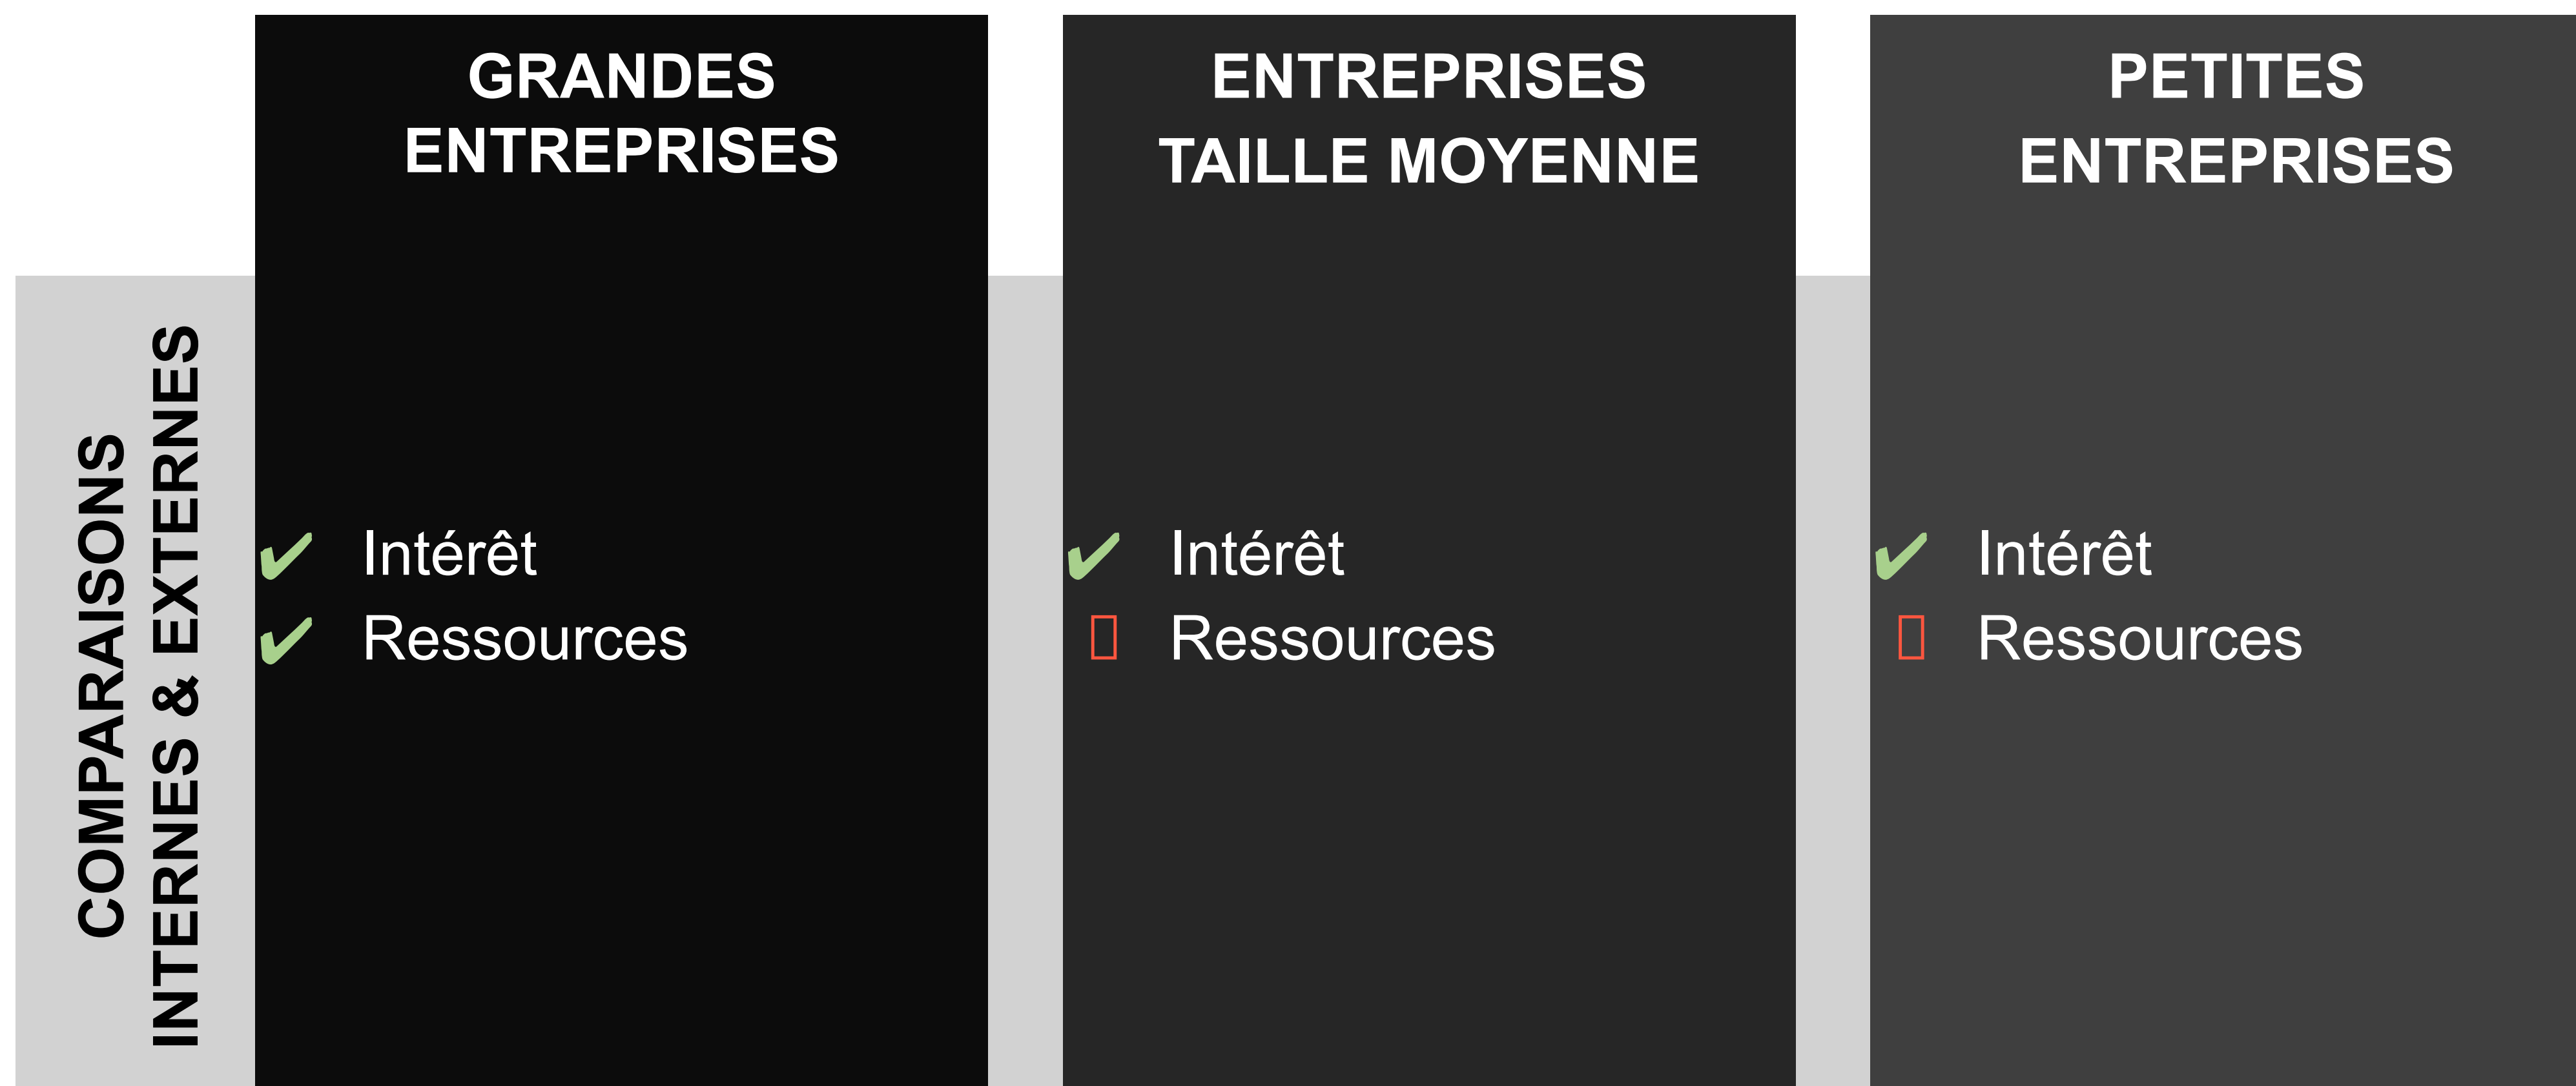 GRANDES
ENTREPRISES
ENTREPRISES
TAILLE MOYENNE
PETITES
ENTREPRISES
COMPARAISONS
INTERNES & EXTERNES
✔ Intérêt
✔ Ressources
✔ Intérêt
Ressources
✔ Intérêt
Ressources